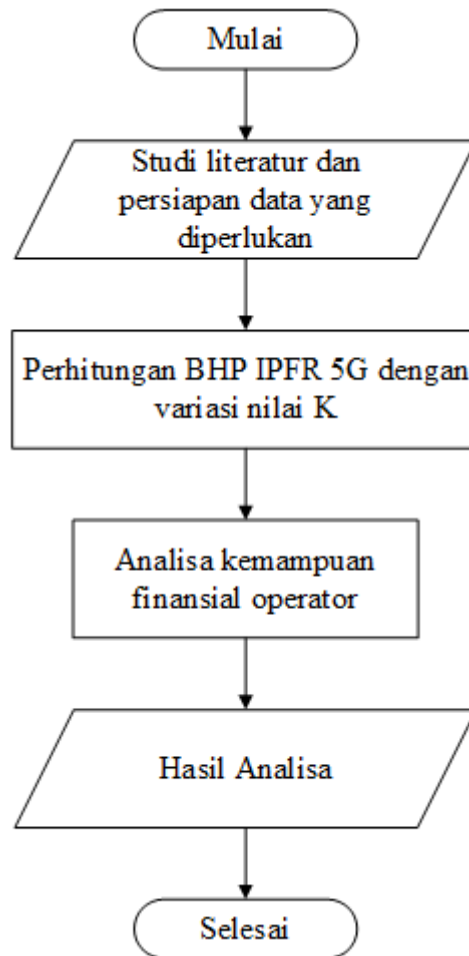 Mulai
Studi literatur dan
persiapan data yang
diperlukan
Perhitungan BHP IPFR 5G dengan
variasi nilai K
Analisa kemampuan
finansial operator
Hasil Analisa
Selesai